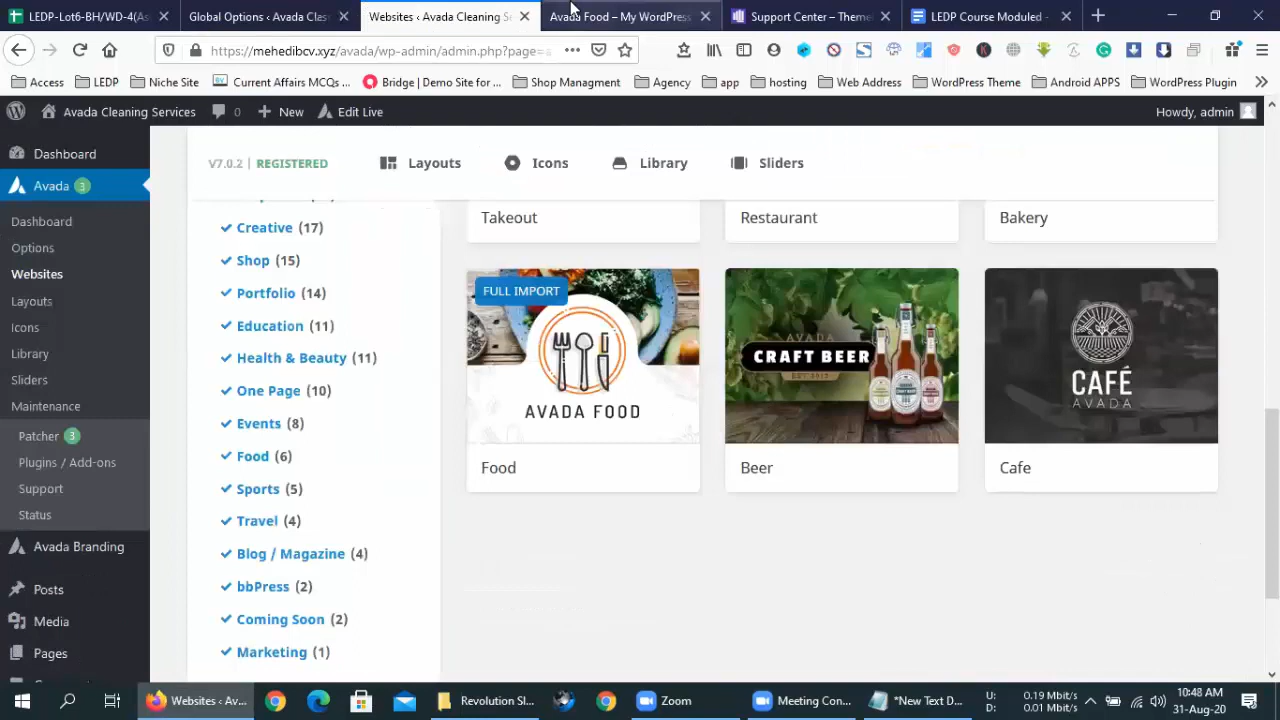 LEDP-Lot6-BH/WD-4(As
Global Options ‹ Avada Clas
Websites ‹ Avada Cleaning Se
Avada Food – My WordPress
Support Center – Theme
LEDP Course Moduled -
https://mehedibcv.xyz/avada/wp-admin/admin.php?page=a
Access
LEDP
Niche Site
Current Affairs MCQs ...
Bridge | Demo Site for ...
Shop Managment
Agency
app
hosting
Web Address
WordPress Theme
Android APPS
WordPress Plugin
Avada Cleaning Services
0
New
Edit Live
Howdy, admin
Dashboard
Avada 3
Dashboard
Options
Websites
Layouts
Icons
Library
Sliders
Maintenance
Patcher 3
Plugins / Add-ons
Support
Status
Avada Branding
Posts
Media
Pages
V7.0.2 | REGISTERED
Layouts
Icons
Library
Sliders
Creative (17)
Shop (15)
Portfolio (14)
Education (11)
Health & Beauty (11)
One Page (10)
Events (8)
Food (6)
Sports (5)
Travel (4)
Blog / Magazine (4)
bbPress (2)
Coming Soon (2)
Marketing (1)
Takeout
Restaurant
Bakery
FULL IMPORT
AVADA FOOD
Food
AVADA
CRAFT BEER
Beer
CAFÉ
AVADA
Cafe
Websites ‹ Av...
Revolution Sl...
Zoom
Meeting Con...
*New Text D...
U: 0.19 Mbit/s
D: 0.01 Mbit/s
10:48 AM
31-Aug-20